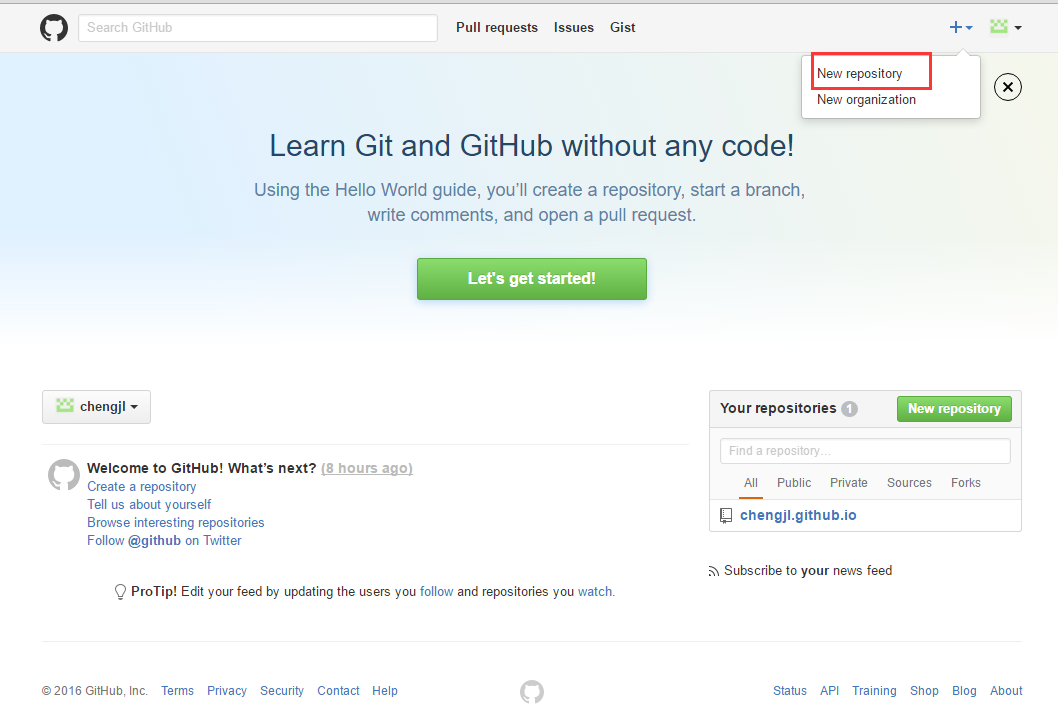 Search GitHub Pull requests Issues Gist
New repository
New organization
Learn Git and GitHub without any code!
Using the Hello World guide, you’ll create a repository, start a branch,
write comments, and open a pull request.
Let's get started!
chengjl
Welcome to GitHub! What’s next? (8 hours ago)
Create a repository
Tell us about yourself
Browse interesting repositories
Follow @github on Twitter
ProTip! Edit your feed by updating the users you follow and repositories you watch.
Your repositories 1 New repository
Find a repository…
All Public Private Sources Forks
chengjl.github.io
Subscribe to your news feed
© 2016 GitHub, Inc. Terms Privacy Security Contact Help Status API Training Shop Blog About